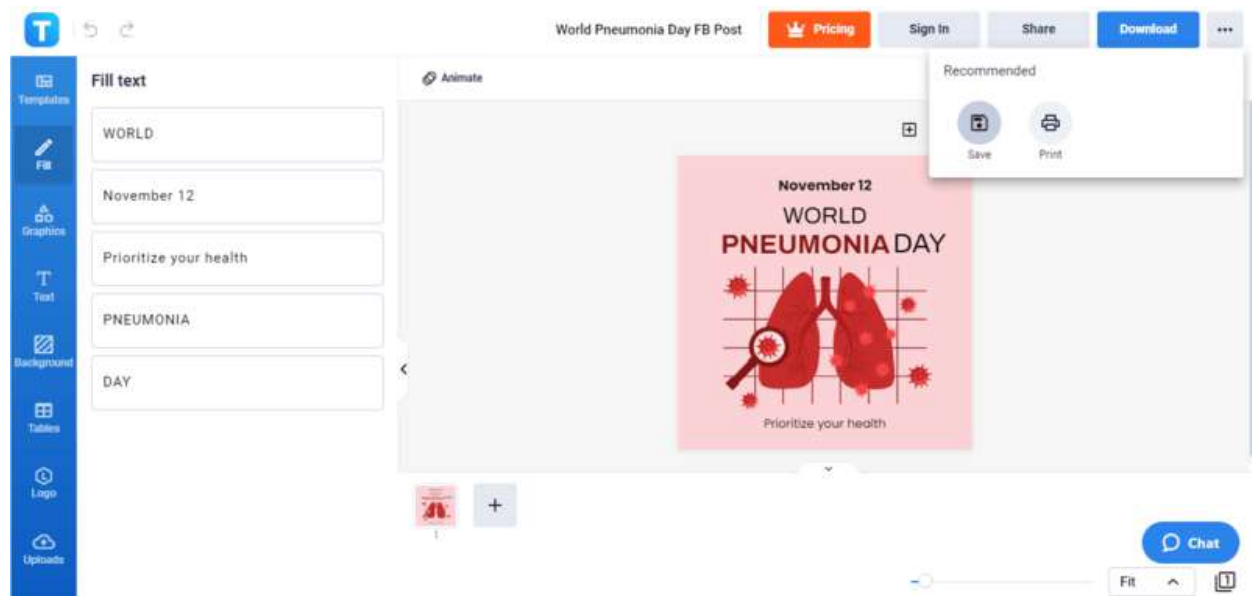 T
World Pneumonia Day FB Post
Pricing
Sign In
Share
Download
Templates
Fill
Graphics
Text
Background
Tables
Logo
Uploads
Fill text
WORLD
November 12
Prioritize your health
PNEUMONIA
DAY
Animate
Recommended
Save
Print
November 12
WORLD
PNEUMONIA DAY
Prioritize your health
1
Chat
Fit
1